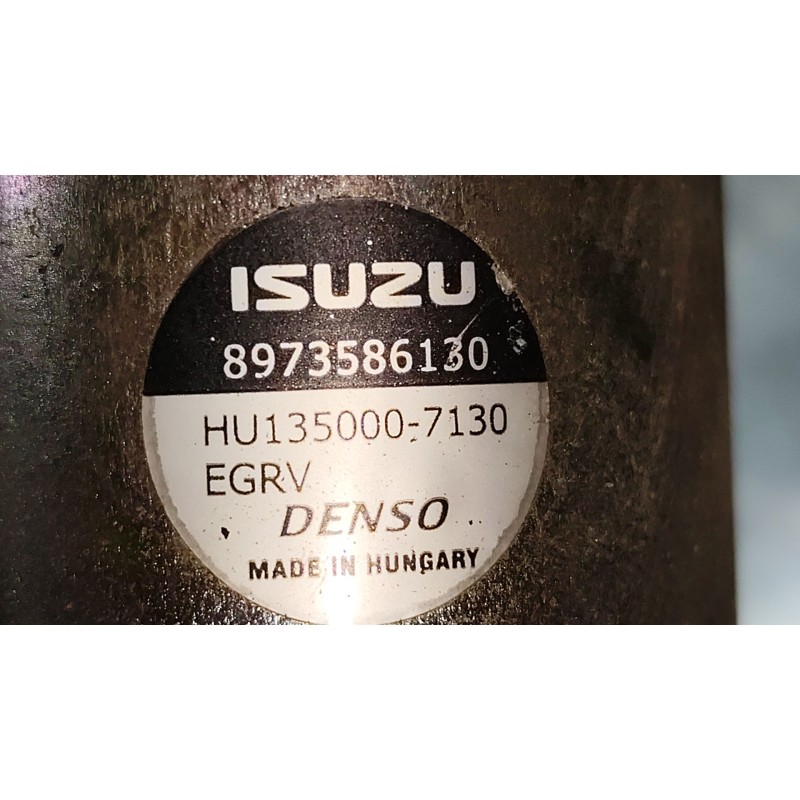 ISUZU
8973586130
HU135000-7130
EGRV
DENSO
MADE IN HUNGARY